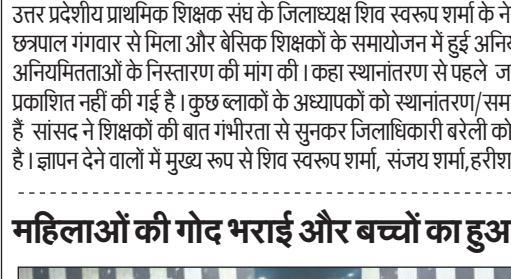 उत्तर प्रदेशीय प्राथमिक शिक्षक संघ के जिलाध्यक्ष शिव स्वरूप शर्मा के ने
छत्रपाल गंगवार से मिला और बेसिक शिक्षकों के समायोजन में हुई अनिय
अनियमितताओं के निस्तारण की मांग की । कहा स्थानांतरण से पहले ज
प्रकाशित नहीं की गई है । कुछ ब्लाकों के अध्यापकों को स्थानांतरण/सम
हैं सांसद ने शिक्षकों की बात गंभीरता से सुनकर जिलाधिकारी बरेली को
है । ज्ञापन देने वालों में मुख्य रूप से शिव स्वरूप शर्मा, संजय शर्मा,हरीश
महिलाओं की गोद भराई और बच्चों का हुअ